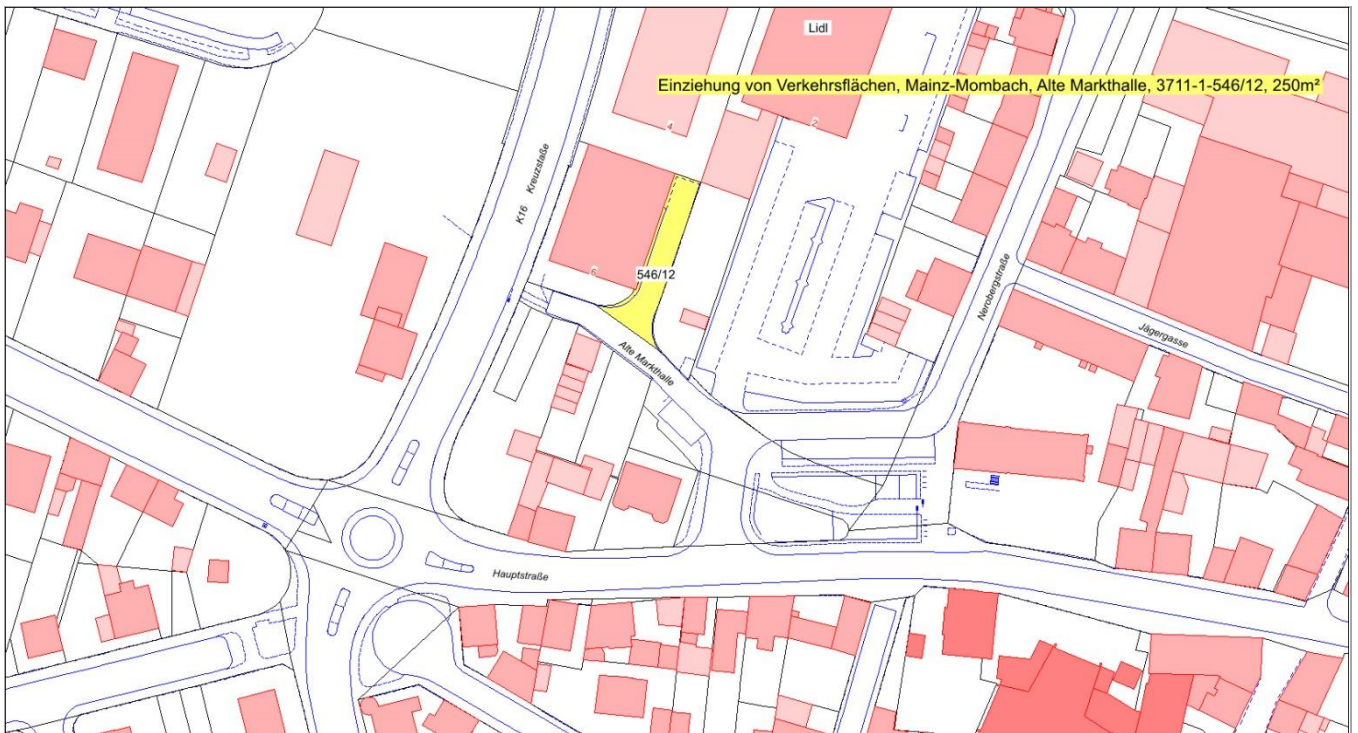 Lidl
Einziehung von Verkehrsflächen, Mainz-Mombach, Alte Markthalle, 3711-1-546/12, 250m²
4
2
K16 Kreuzstaße
6
546/12
Nerobergstraße
Jägergasse
Alte Markthalle
Hauptstraße